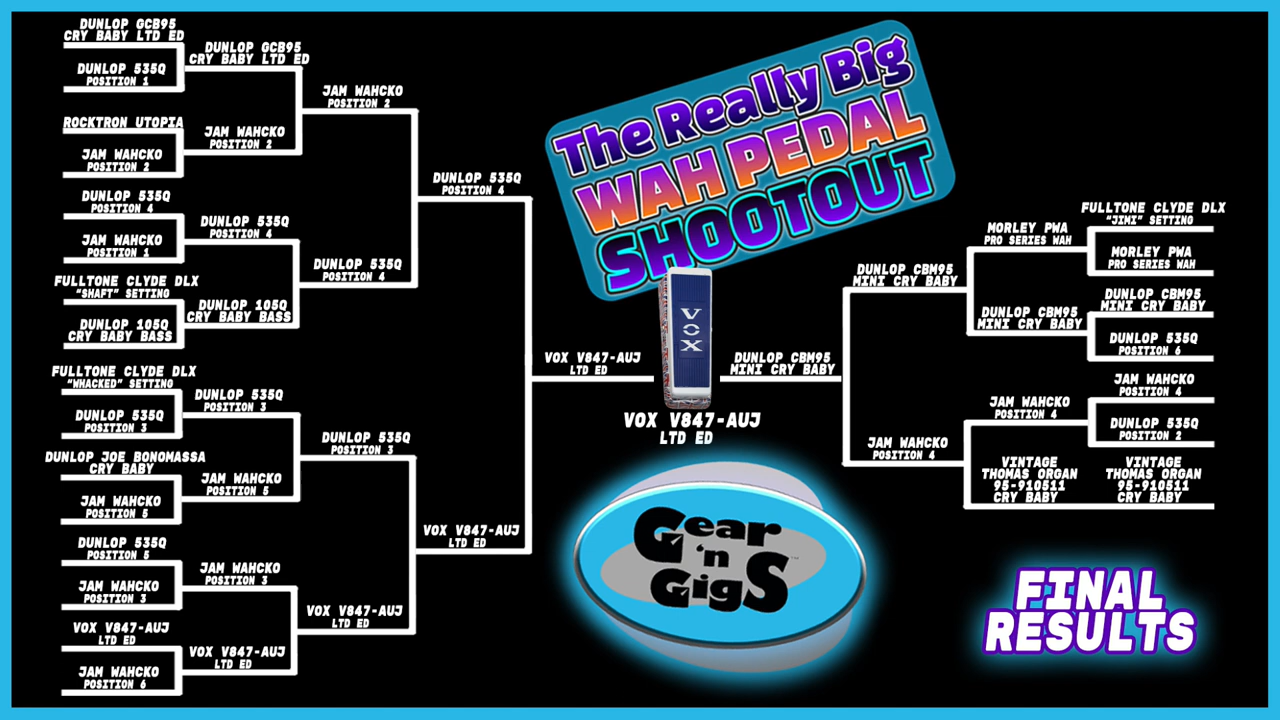 DUNLOP GCB95
CRY BABY LTD ED
DUNLOP 535Q
POSITION 1
ROCKTRON UTOPIA
JAM WAHCKO
POSITION 2
DUNLOP 535Q
POSITION 4
JAM WAHCKO
POSITION 1
FULLTONE CLYDE DLX
"SHAFT" SETTING
DUNLOP 105Q
CRY BABY BASS
FULLTONE CLYDE DLX
"WHACKED" SETTING
DUNLOP 535Q
POSITION 3
DUNLOP JOE BONOMASSA
CRY BABY
JAM WAHCKO
POSITION 5
DUNLOP 535Q
POSITION 5
JAM WAHCKO
POSITION 3
VOX V847-AUJ
LTD ED
JAM WAHCKO
POSITION 6
DUNLOP GCB95
CRY BABY LTD ED
JAM WAHCKO
POSITION 2
DUNLOP 535Q
POSITION 4
DUNLOP 105Q
CRY BABY BASS
DUNLOP 535Q
POSITION 3
JAM WAHCKO
POSITION 5
JAM WAHCKO
POSITION 3
VOX V847-AUJ
LTD ED
JAM WAHCKO
POSITION 2
DUNLOP 535Q
POSITION 4
DUNLOP 535Q
POSITION 3
VOX V847-AUJ
LTD ED
DUNLOP 535Q
POSITION 4
VOX V847-AUJ
LTD ED
VOX V847-AUJ
LTD ED
The Really Big
WAH PEDAL
SHOOTOUT
VOX
VOX V847-AUJ
LTD ED
Gear
'n
GigS™
DUNLOP CBM95
MINI CRY BABY
DUNLOP CBM95
MINI CRY BABY
JAM WAHCKO
POSITION 4
MORLEY PWA
PRO SERIES WAH
DUNLOP CBM95
MINI CRY BABY
JAM WAHCKO
POSITION 4
VINTAGE
THOMAS ORGAN
95-910511
CRY BABY
FULLTONE CLYDE DLX
"JIMI" SETTING
MORLEY PWA
PRO SERIES WAH
DUNLOP CBM95
MINI CRY BABY
DUNLOP 535Q
POSITION 6
JAM WAHCKO
POSITION 4
DUNLOP 535Q
POSITION 2
VINTAGE
THOMAS ORGAN
95-910511
CRY BABY
FINAL
RESULTS